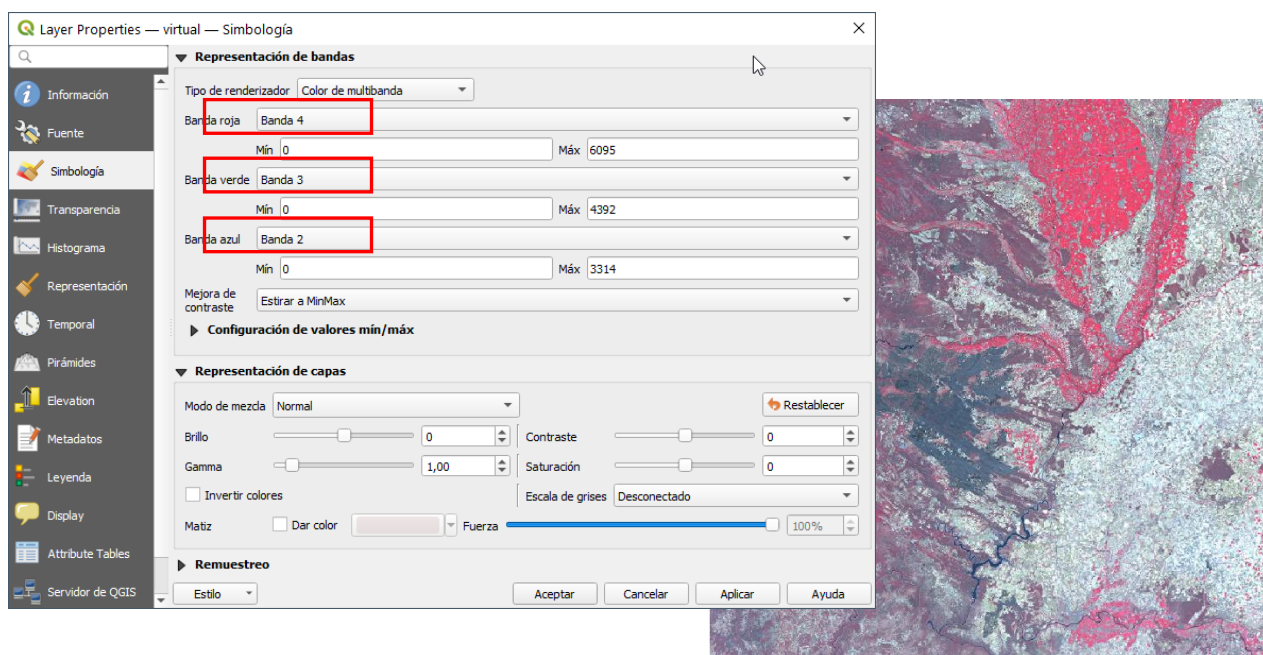 Layer Properties — virtual — Simbología
Información
Fuente
Simbología
Transparencia
Histograma
Representación
Temporal
Pirámides
Elevation
Metadatos
Leyenda
Display
Attribute Tables
Servidor de QGIS
Representación de bandas
Tipo de renderizador Color de multibanda
Banda roja Banda 4
Mín 0 Máx 6095
Banda verde Banda 3
Mín 0 Máx 4392
Banda azul Banda 2
Mín 0 Máx 3314
Mejora de
contraste Estirar a MinMax
Configuración de valores mín/máx
Representación de capas
Modo de mezcla Normal Restablecer
Brillo 0 Contraste 0
Gamma 1,00 Saturación 0
Invertir colores Escala de grises Desconectado
Matiz Dar color Fuerza 100%
Remuestreo
Estilo Aceptar Cancelar Aplicar Ayuda